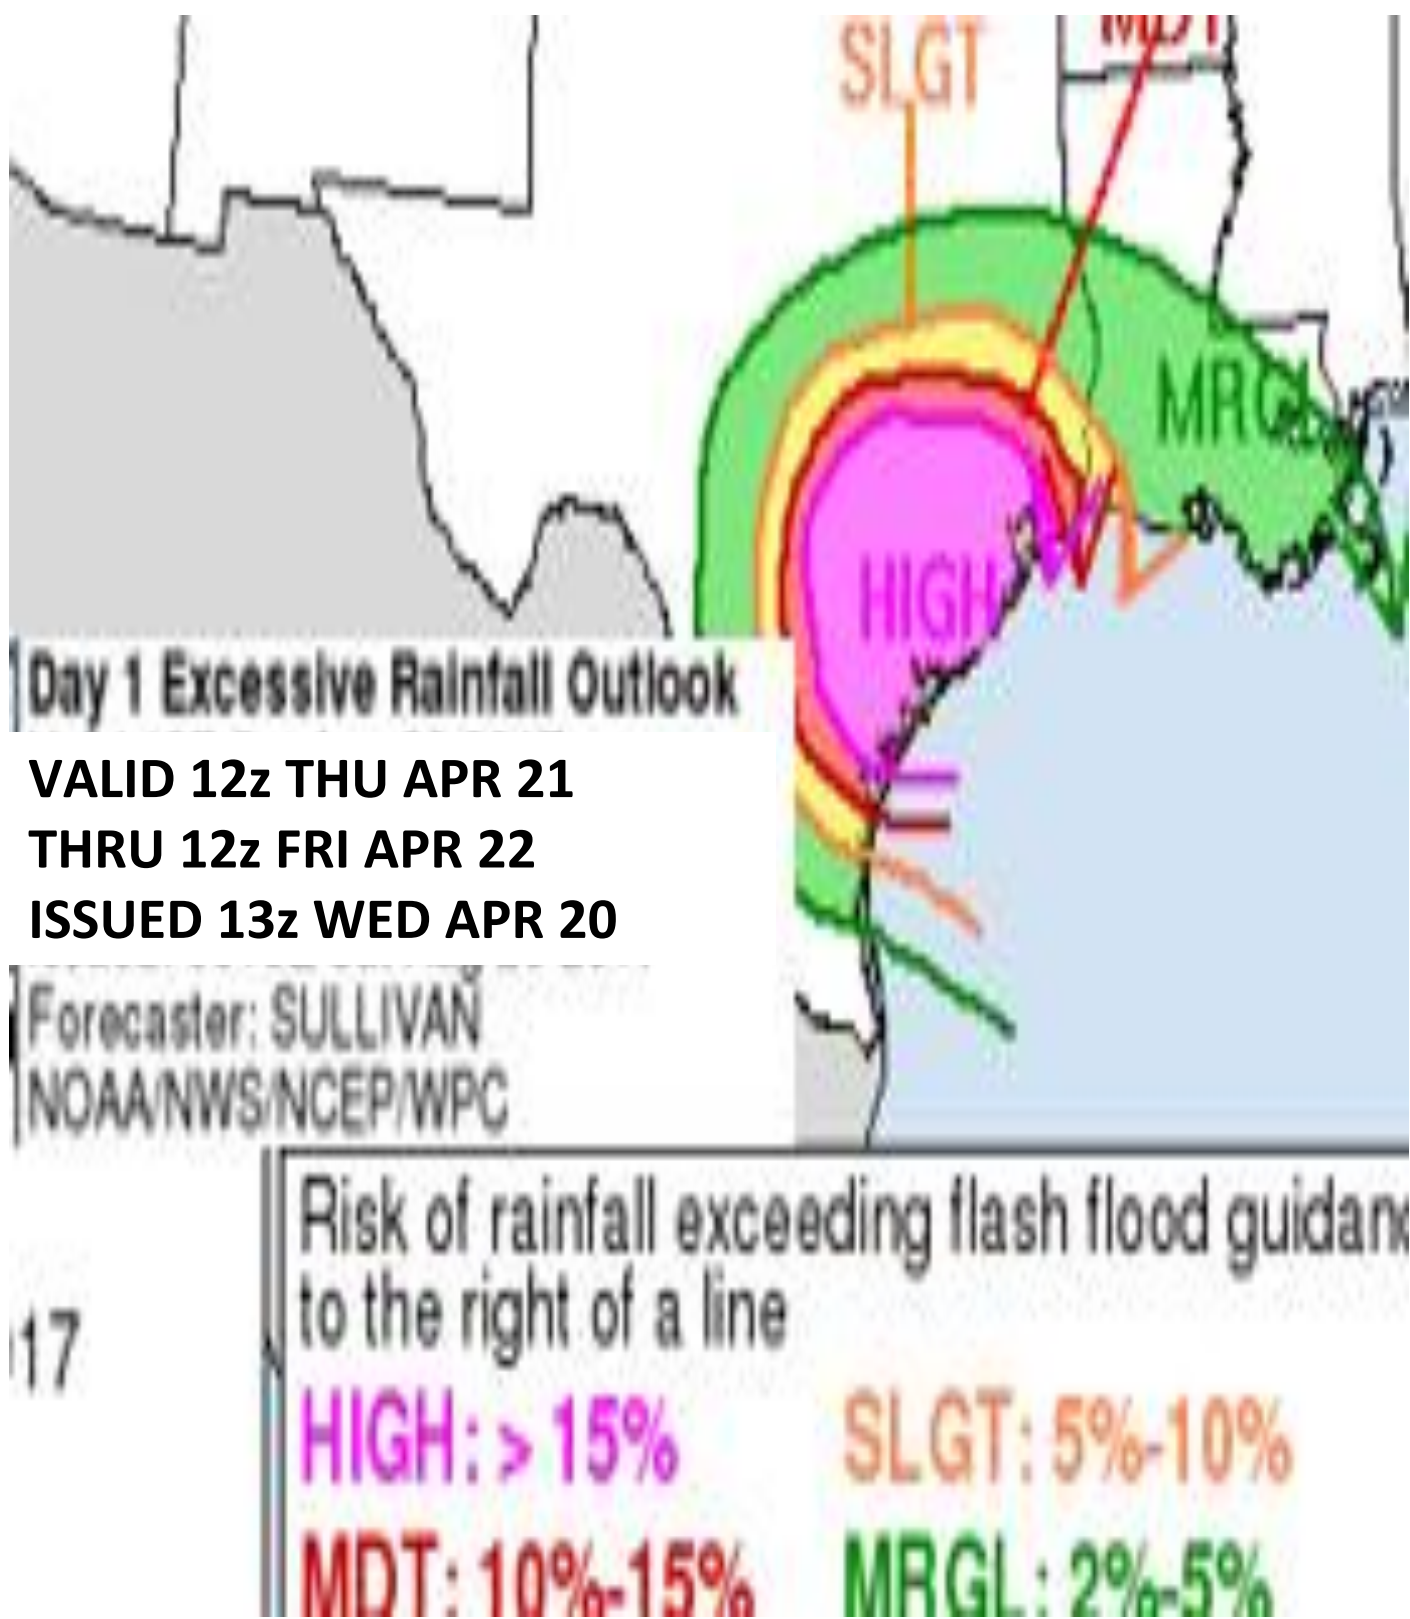 SLGT
MDT
MRGL
HIGH
Day 1 Excessive Rainfall Outlook
VALID 12z THU APR 21
THRU 12z FRI APR 22
ISSUED 13z WED APR 20
Forecaster: SULLIVAN
NOAA/NWS/NCEP/WPC
17
Risk of rainfall exceeding flash flood
to the right of a line
HIGH: > 15%
SLGT: 5%-10%
MDT: 10%-15%
MRGL: 2%-5%